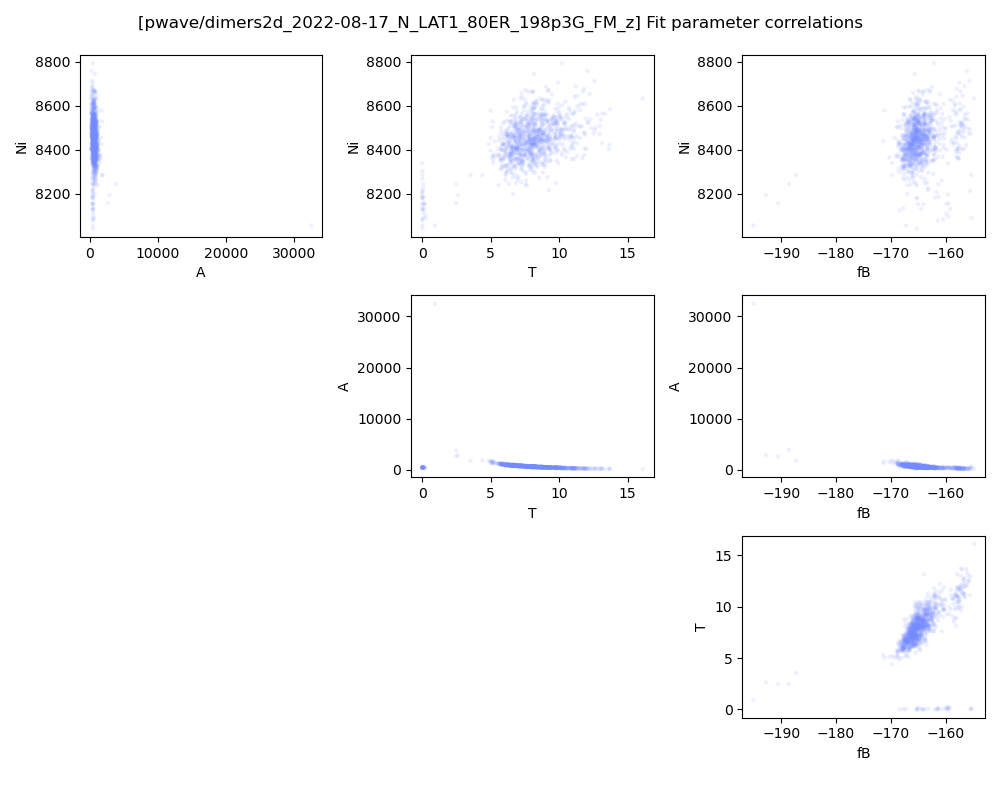 [pwave/dimers2d_2022-08-17_N_LAT1_80ER_198p3G_FM_z] Fit parameter correlations
8800
8600
8400
8200
Ni
0 10000 20000 30000
A
8800
8600
8400
8200
Ni
0 5 10 15
T
8800
8600
8400
8200
Ni
−190 −180 −170 −160
fB
30000
20000
10000
0
A
0 5 10 15
T
30000
20000
10000
0
A
−190 −180 −170 −160
fB
15
10
5
0
T
−190 −180 −170 −160
fB